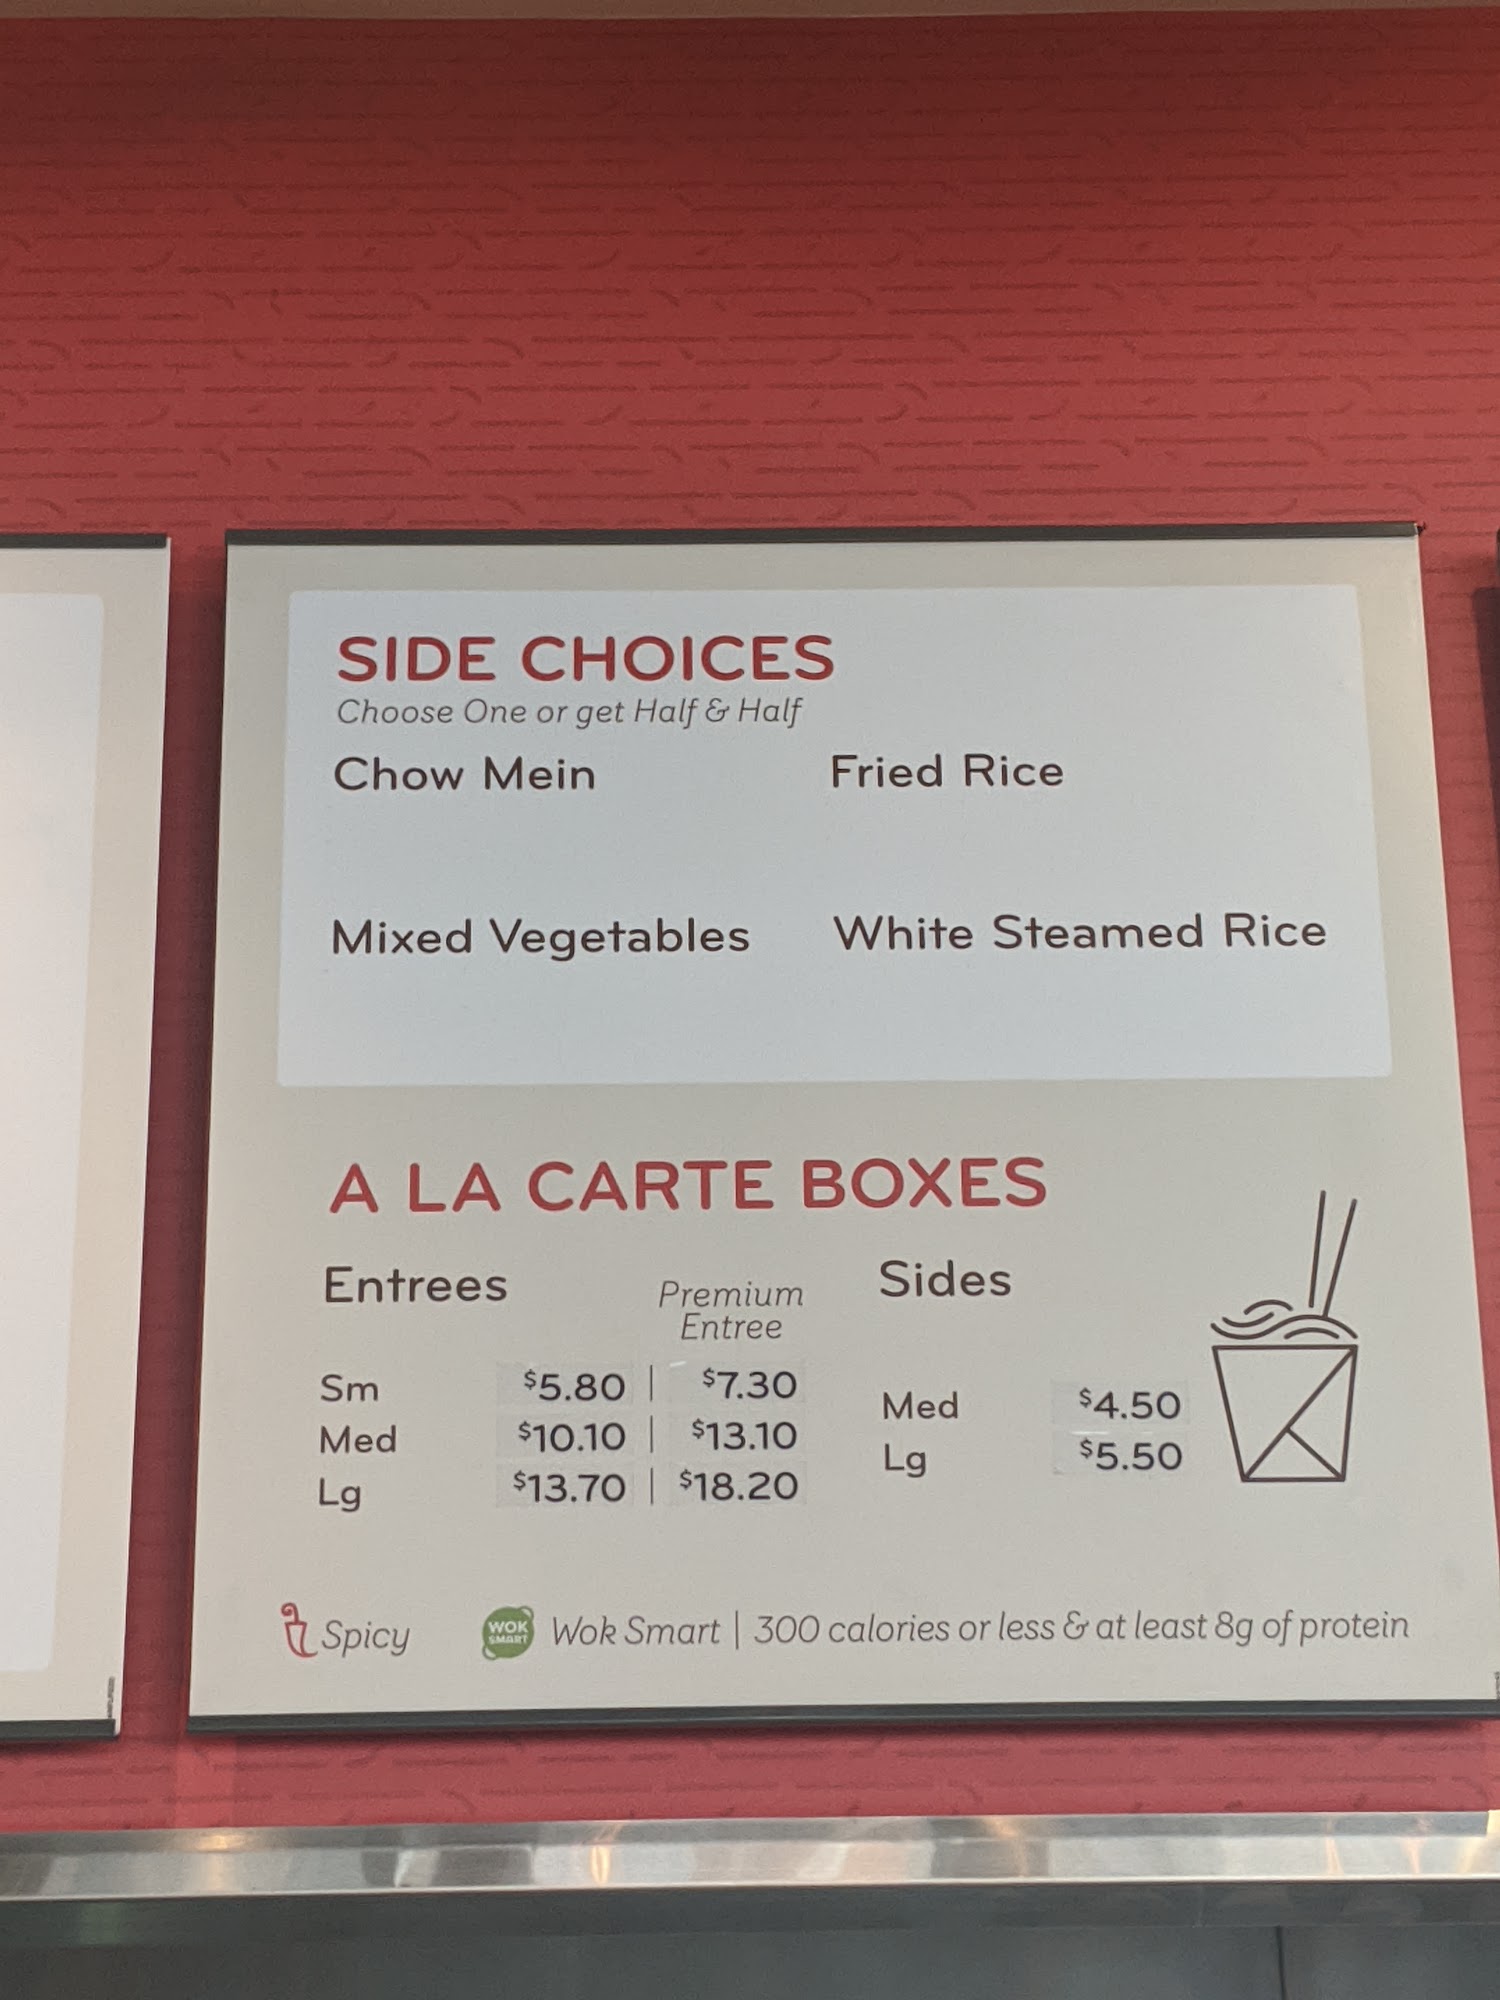 SIDE CHOICES
Choose One or get Half & Half
Chow Mein Fried Rice
Mixed Vegetables White Steamed Rice
A LA CARTE BOXES
Entrees Premium Entree Sides
Sm $5.80 | $7.30
Med $10.10 | $13.10
Lg $13.70 | $18.20
Med $4.50
Lg $5.50
Spicy WOK SMART Wok Smart | 300 calories or less & at least 8g of protein